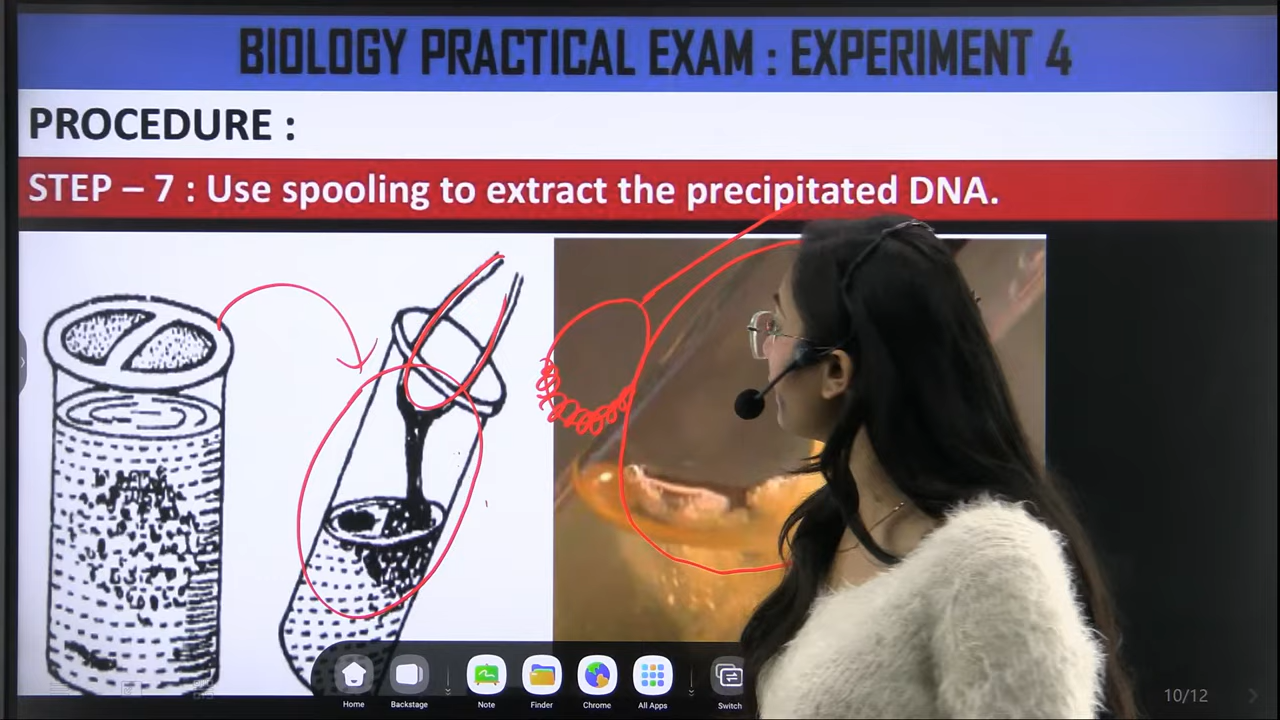 BIOLOGY PRACTICAL EXAM : EXPERIMENT 4
PROCEDURE :
STEP – 7 : Use spooling to extract the precipitated DNA.
Home
Backstage
Note
Finder
Chrome
All Apps
Switch
10/12